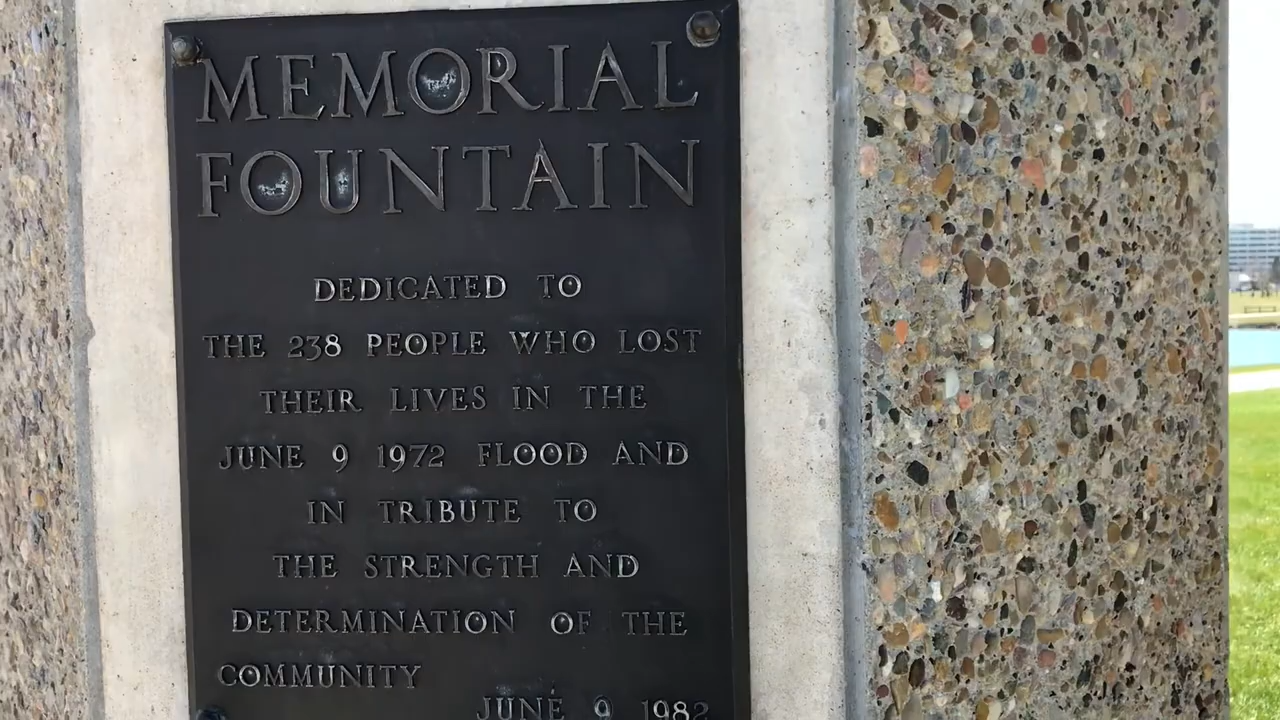 MEMORIAL
FOUNTAIN
DEDICATED TO
THE 238 PEOPLE WHO LOST
THEIR LIVES IN THE
JUNE 9 1972 FLOOD AND
IN TRIBUTE TO
THE STRENGTH AND
DETERMINATION OF THE
COMMUNITY
JUNE 9 1982